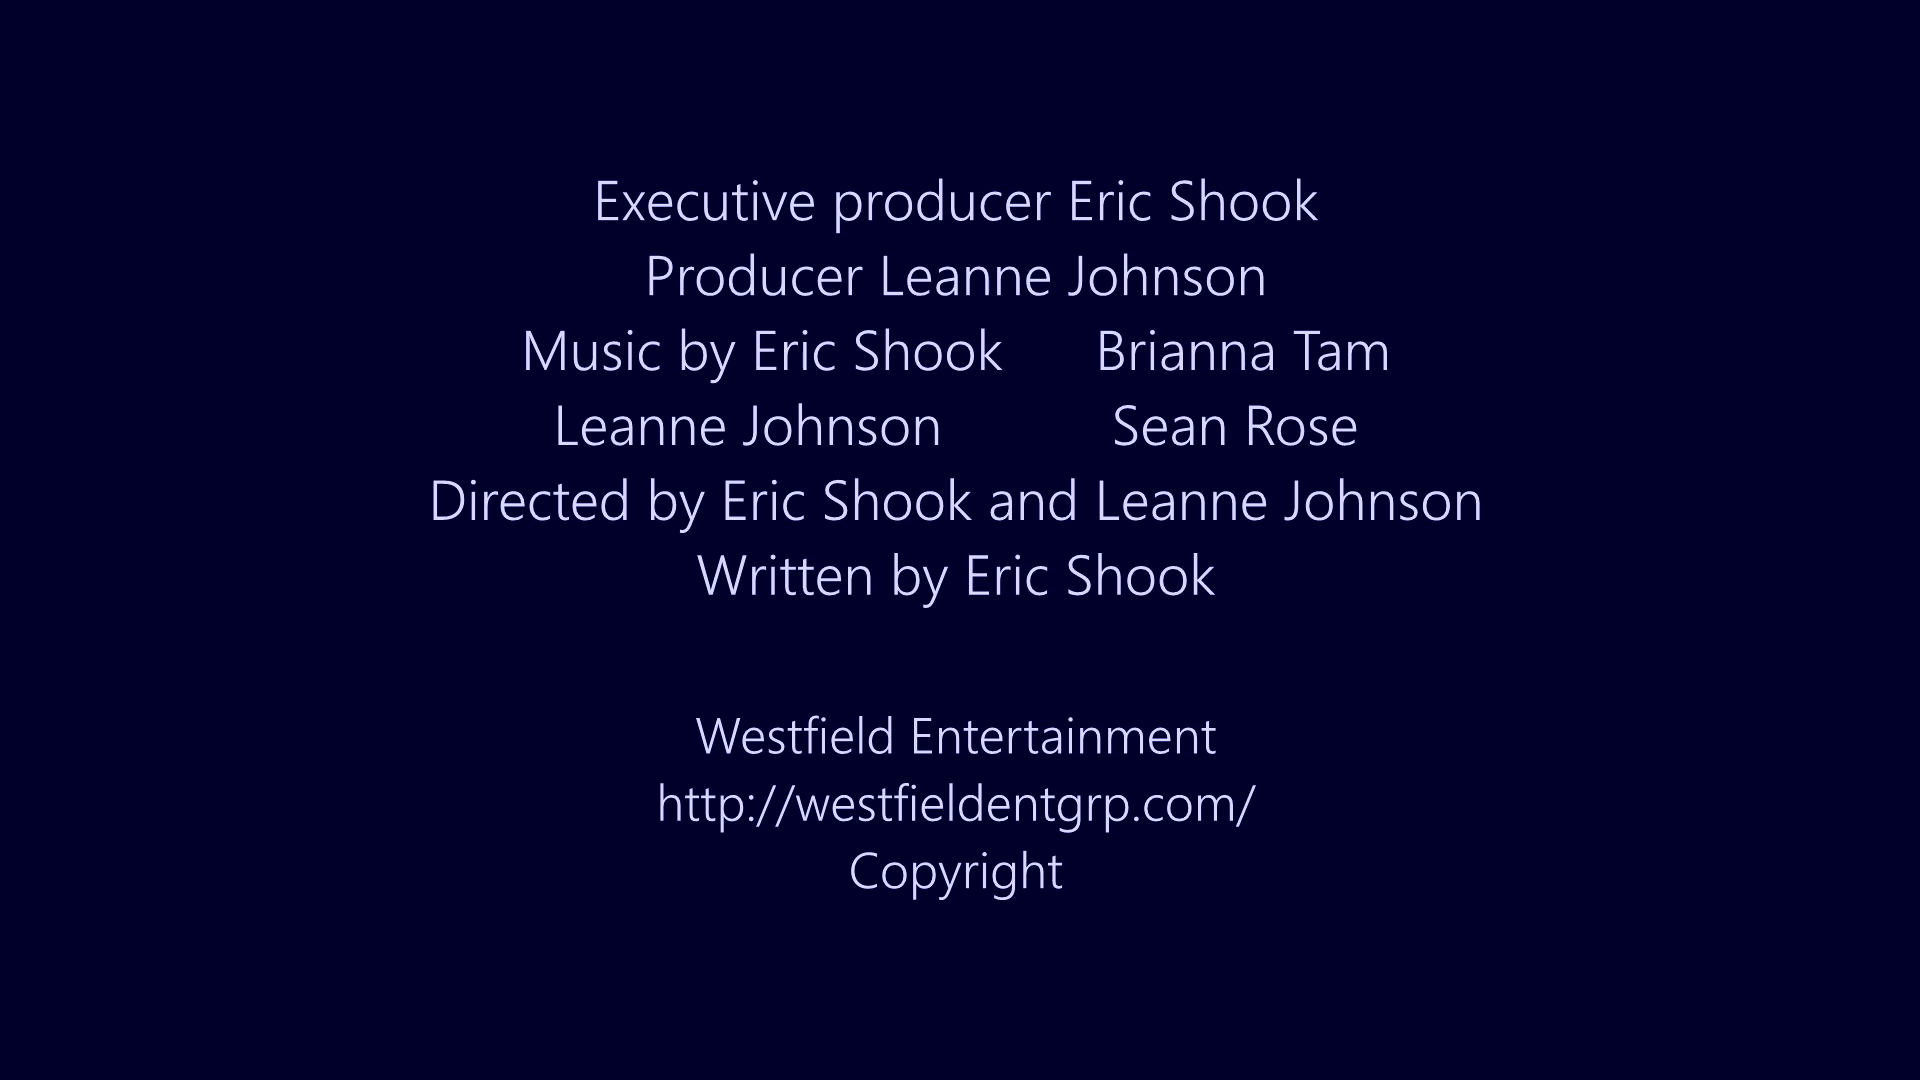 Executive producer Eric Shook
Producer Leanne Johnson
Music by Eric Shook Brianna Tam
Leanne Johnson Sean Rose
Directed by Eric Shook and Leanne Johnson
Written by Eric Shook
Westfield Entertainment
http://westfieldentgrp.com/
Copyright